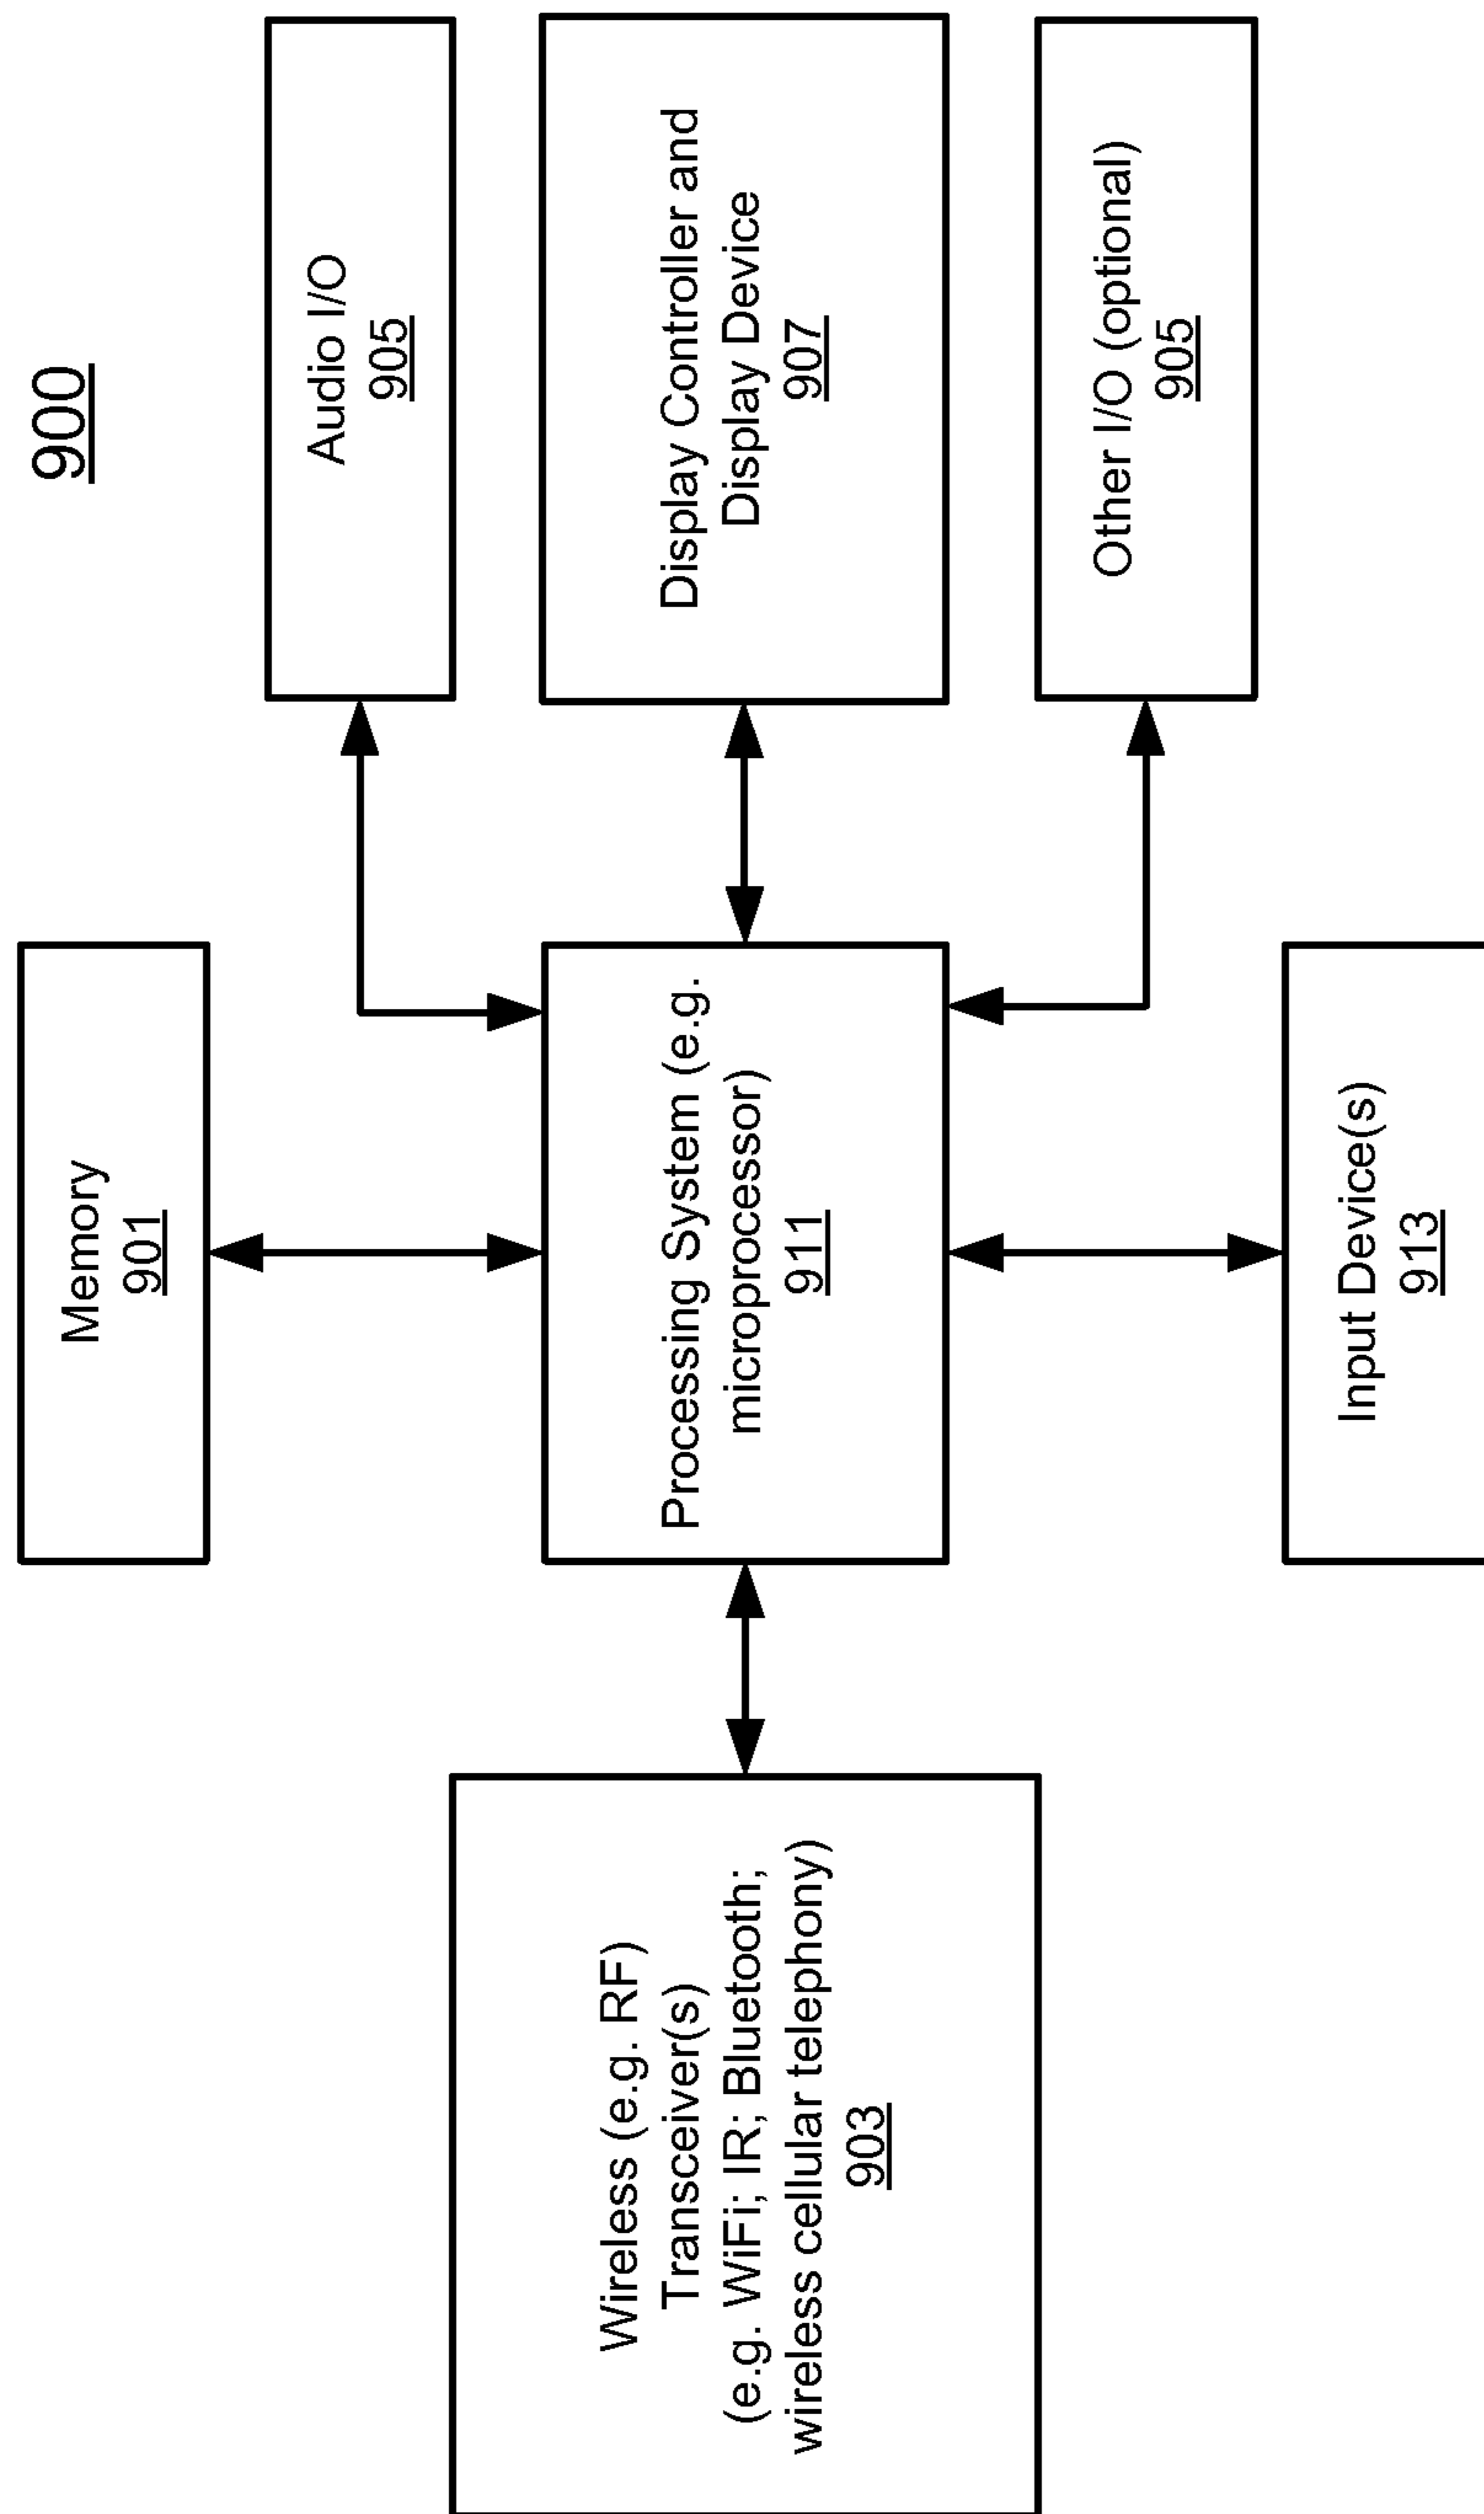 900
Memory
901
Audio I/O
905
Wireless (e.g. RF)
Transceiver(s)
(e.g. WiFi; IR; Bluetooth;
wireless cellular telephony)
903
Processing System (e.g.
microprocessor)
911
Display Controller and
Display Device
907
Other I/O (optional)
905
Input Device(s)
913